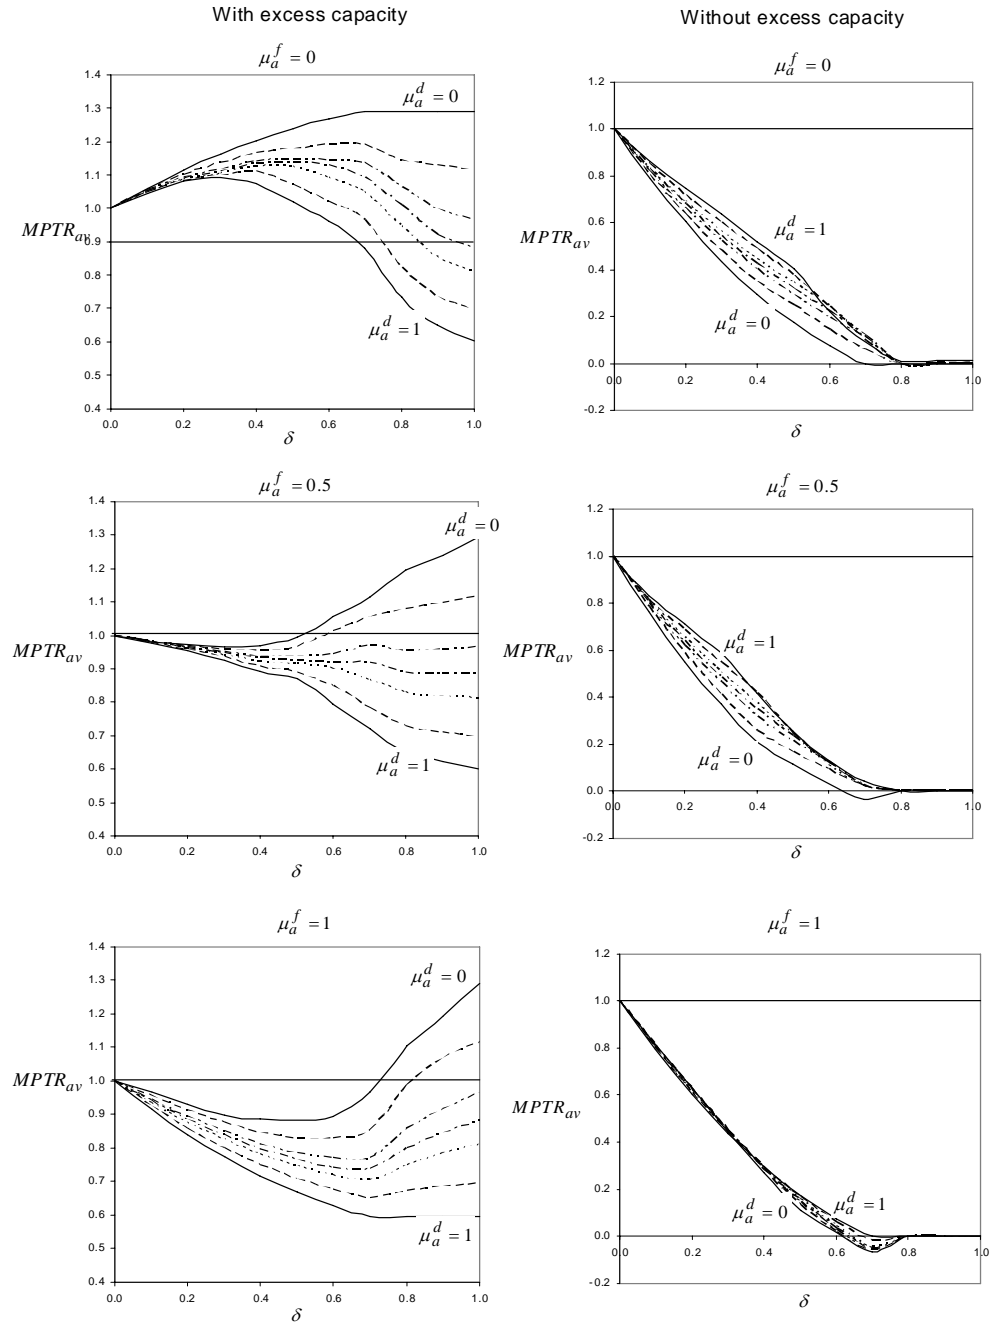 With excess capacity
Without excess capacity
μ_a^f = 0
1.4
1.3
1.2
1.1
1.0
0.9
0.8
0.7
0.6
0.5
0.4
MPTR_av
μ_a^d = 0
μ_a^d = 1
0.0 0.2 0.4 0.6 0.8 1.0
δ
μ_a^f = 0
1.2
1.0
0.8
0.6
0.4
0.2
0.0
-0.2
MPTR_av
μ_a^d = 1
μ_a^d = 0
0.0 0.2 0.4 0.6 0.8 1.0
δ
μ_a^f = 0.5
1.4
1.3
1.2
1.1
1.0
0.9
0.8
0.7
0.6
0.5
0.4
MPTR_av
μ_a^d = 0
μ_a^d = 1
0.0 0.2 0.4 0.6 0.8 1.0
δ
μ_a^f = 0.5
1.2
1.0
0.8
0.6
0.4
0.2
0.0
-0.2
MPTR_av
μ_a^d = 1
μ_a^d = 0
0.0 0.2 0.4 0.6 0.8 1.0
δ
μ_a^f = 1
1.4
1.3
1.2
1.1
1.0
0.9
0.8
0.7
0.6
0.5
0.4
MPTR_av
μ_a^d = 0
μ_a^d = 1
0.0 0.2 0.4 0.6 0.8 1.0
δ
μ_a^f = 1
1.2
1.0
0.8
0.6
0.4
0.2
0.0
-0.2
MPTR_av
μ_a^d = 0
μ_a^d = 1
0.0 0.2 0.4 0.6 0.8 1.0
δ